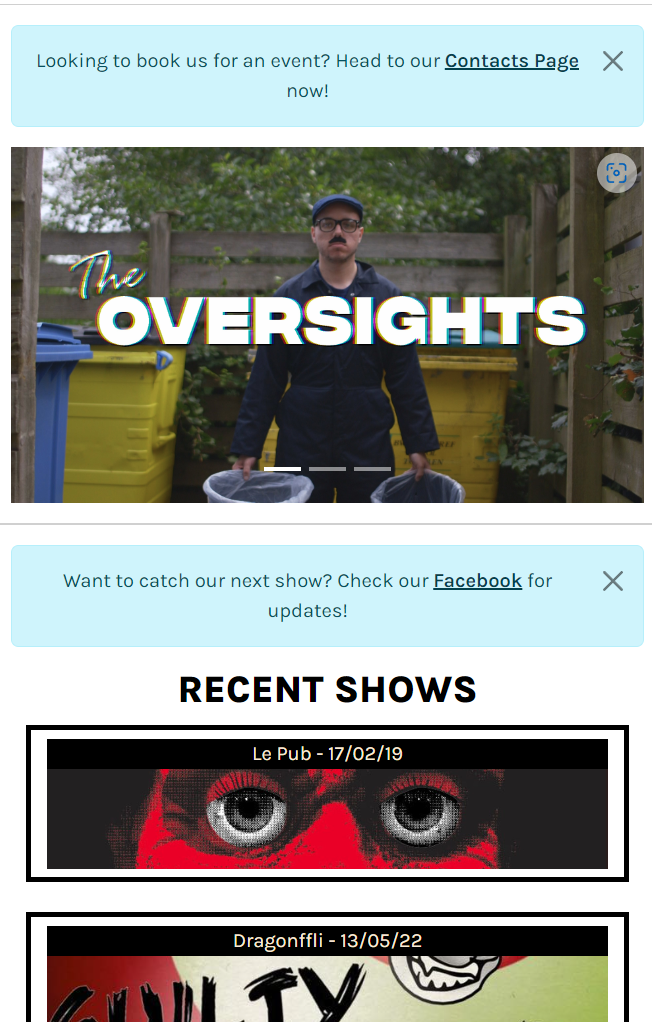 Looking to book us for an event? Head to our Contacts Page
now!
The
OVERSIGHTS
Want to catch our next show? Check our Facebook for
updates!
RECENT SHOWS
Le Pub - 17/02/19
Dragonffli - 13/05/22
GUILTY